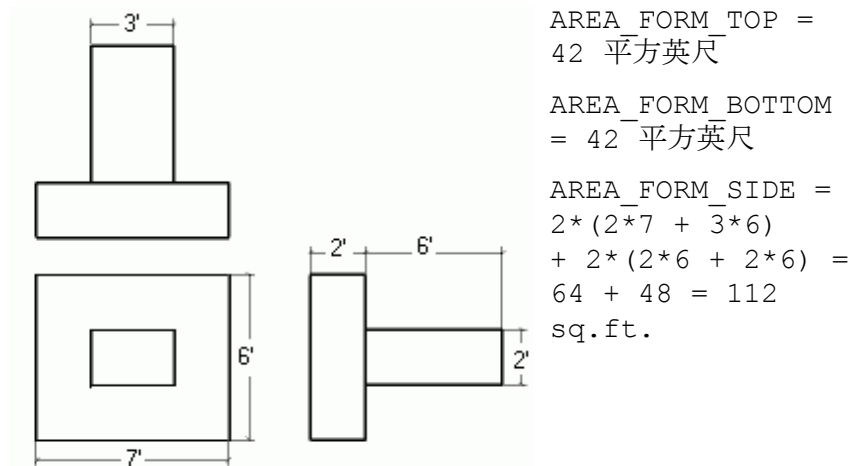 3'
2'
6'
6'
2'
7'
AREA_FORM_TOP =
42 平方英尺
AREA_FORM_BOTTOM
= 42 平方英尺
AREA_FORM_SIDE =
2*(2*7 + 3*6)
+ 2*(2*6 + 2*6) =
64 + 48 = 112
sq.ft.